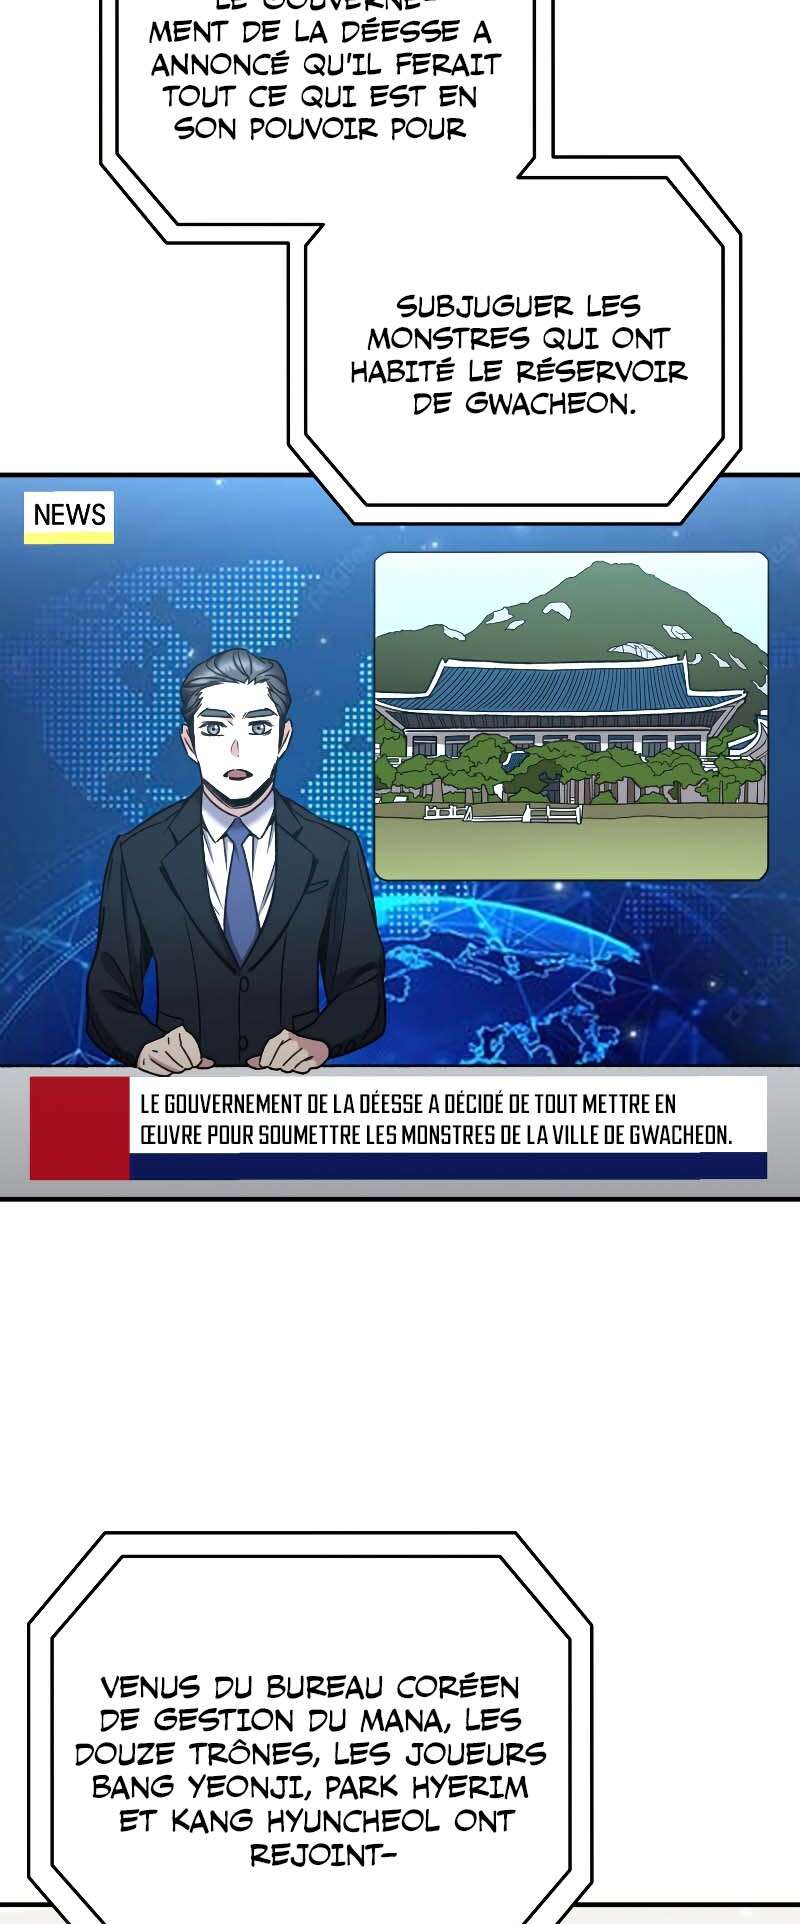 LE GOUVERNE-
MENT DE LA DÉESSE A
ANNONCÉ QU'IL FERAIT
TOUT CE QUI EST EN
SON POUVOIR POUR
SUBJUGUER LES
MONSTRES QUI ONT
HABITÉ LE RÉSERVOIR
DE GWACHEON.
NEWS
LE GOUVERNEMENT DE LA DÉESSE A DÉCIDÉ DE TOUT METTRE EN
ŒUVRE POUR SOUMETTRE LES MONSTRES DE LA VILLE DE GWACHEON.
VENUS DU BUREAU CORÉEN
DE GESTION DU MANA, LES
DOUZE TRÔNES, LES JOUEURS
BANG YEONJI, PARK HYERIM
ET KANG HYUNCHEOL ONT
REJOINT-